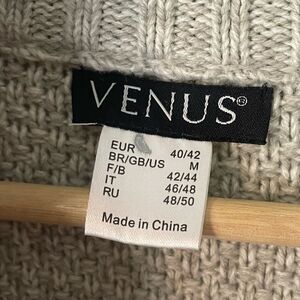 VENUS®
EUR 40/42
BR/GB/US M
F/B 42/44
IT 46/48
RU 48/50
Made in China